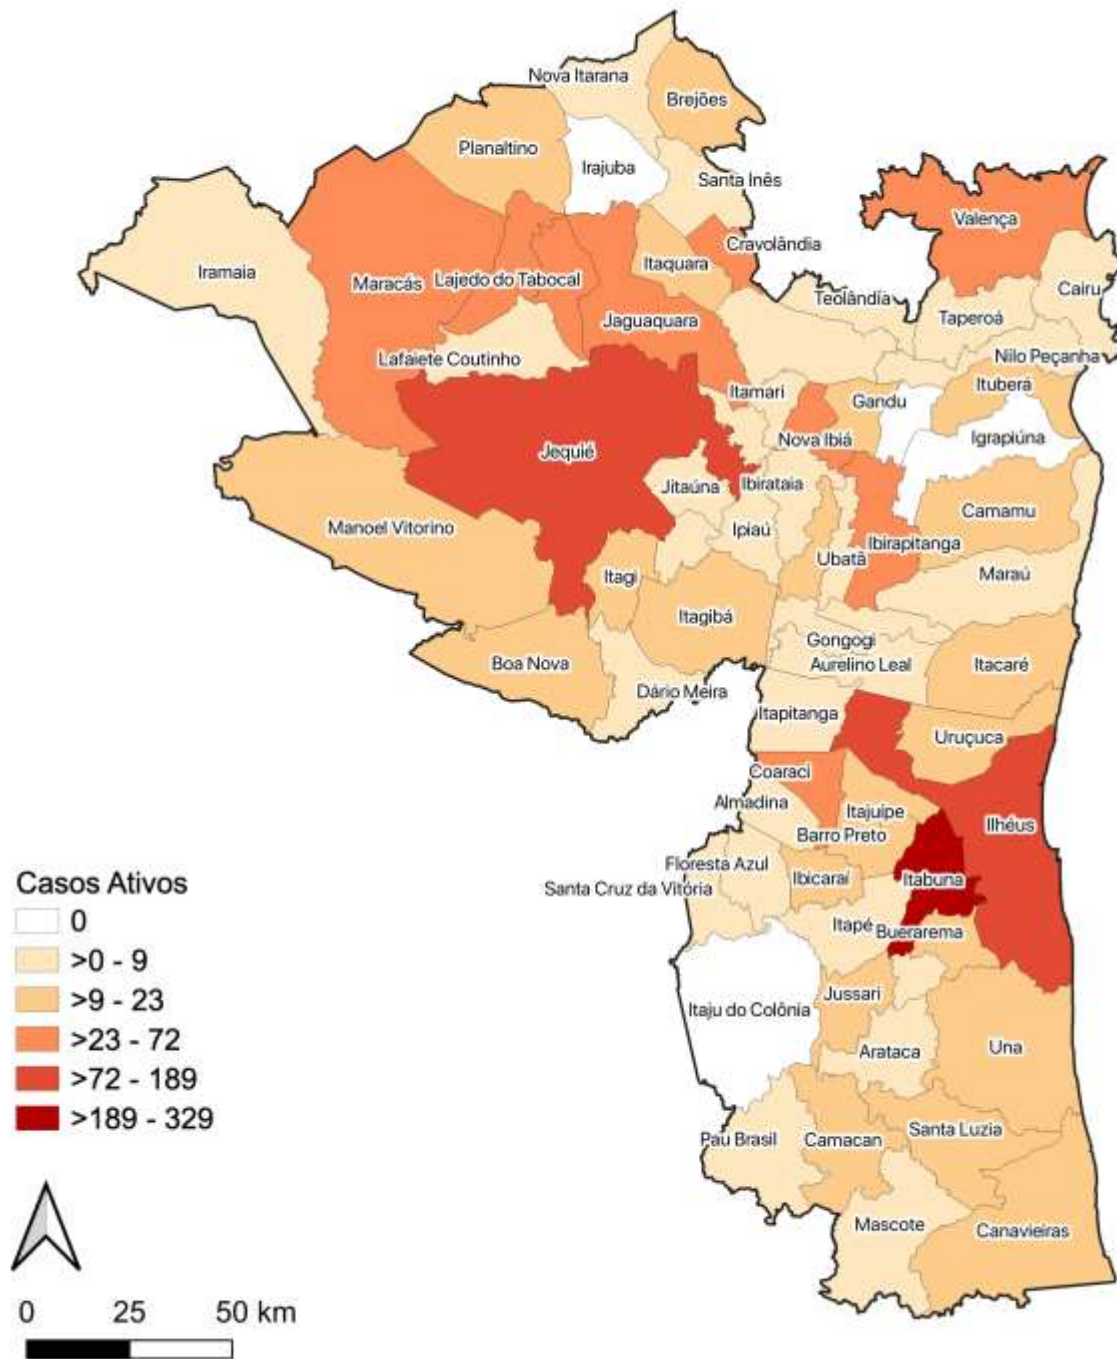 Nova Itarana
Brejões
Planaltino
Irajuba
Santa Inês
Valença
Cravolândia
Itaquara
Iramaia
Maracás
Lajedo do Tabocal
Teolândia
Cairu
Taperoá
Jaguaquara
Lafaiete Coutinho
Nilo Peçanha
Itamari
Ituberá
Gandu
Nova Ibiá
Igrapiúna
Jequié
Jitaúna
Ibirataia
Camamu
Manoel Vitorino
Ipiaú
Ibirapitanga
Ubatã
Maraú
Itagi
Itagibá
Gongogi
Boa Nova
Aurelino Leal
Itacaré
Dário Meira
Itapitanga
Uruçuca
Coaraci
Almadina
Itajuípe
Ilhéus
Barro Preto
Floresta Azul
Ibicaraí
Itabuna
Santa Cruz da Vitória
Itapé
Buerarema
Jussari
Itaju do Colônia
Una
Arataca
Santa Luzia
Pau Brasil
Camacan
Mascote
Canavieiras
Casos Ativos
0
>0 - 9
>9 - 23
>23 - 72
>72 - 189
>189 - 329
0 25 50 km